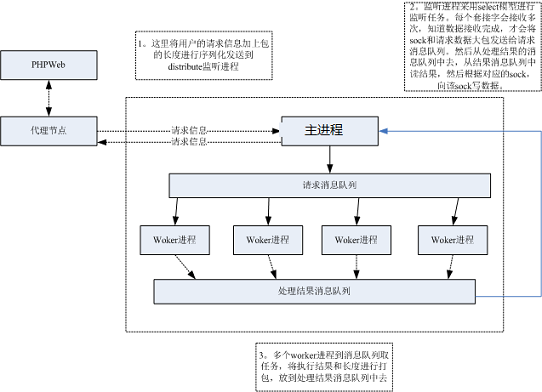 1、这里将用户的请求信息加上包
的长度进行序列化发送到
distribute监听进程
2、监听进程采用select模型进行
监听任务。每个套接字会接收多
次，知道数据接收完成，才会将
sock和请求数据大包发送恰请求
消息队列。然后从处理结果的消
息队列中去，从结果消息队列中
读结果，然后根据对应的sock，
向该sock写数据。
PHPWeb
代理节点
请求信息
请求信息
主进程
请求消息队列
Woker进程
Woker进程
Woker进程
Woker进程
处理结果消息队列
3。多个worker进程到消息队列取
任务，将执行结果和长度进行打
包，放到处理结果消息队列中去